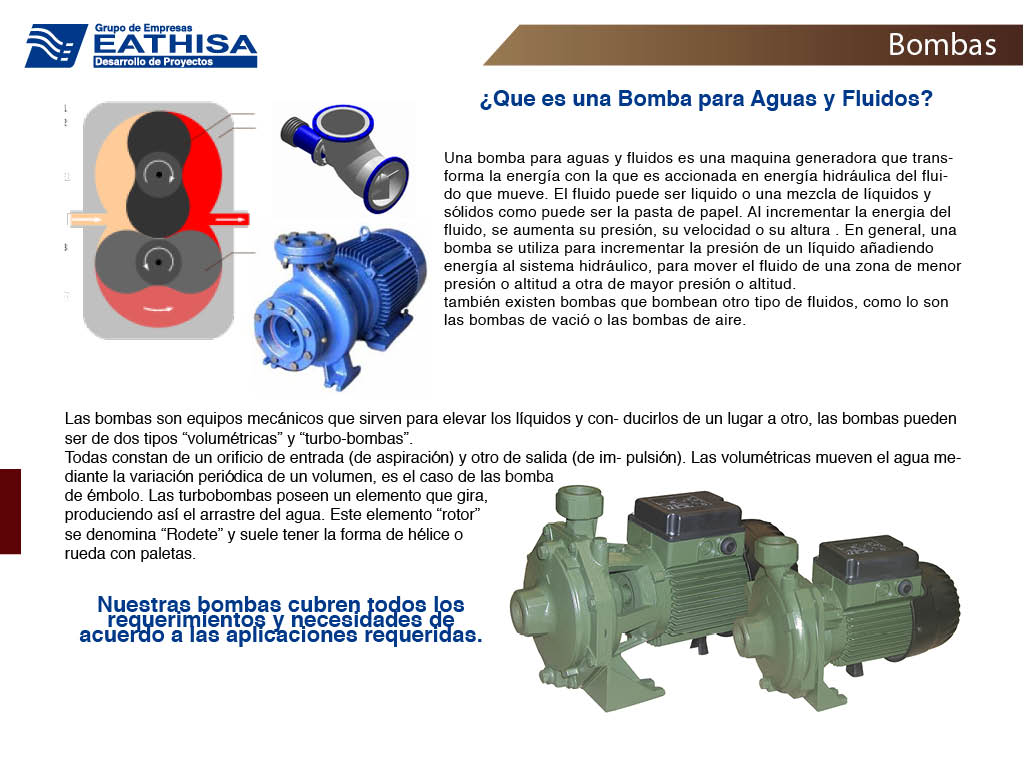 Grupo de Empresas
EATHISA
Desarrollo de Proyectos
Bombas
¿Que es una Bomba para Aguas y Fluidos?
Una bomba para aguas y fluidos es una maquina generadora que trans-
forma la energía con la que es accionada en energía hidráulica del flui-
do que mueve. El fluido puede ser liquido o una mezcla de líquidos y
sólidos como puede ser la pasta de papel. Al incrementar la energia del
fluido, se aumenta su presión, su velocidad o su altura . En general, una
bomba se utiliza para incrementar la presión de un líquido añadiendo
energía al sistema hidráulico, para mover el fluido de una zona de menor
presión o altitud a otra de mayor presión o altitud.
también existen bombas que bombean otro tipo de fluidos, como lo son
las bombas de vació o las bombas de aire.
Las bombas son equipos mecánicos que sirven para elevar los líquidos y con- ducirlos de un lugar a otro, las bombas pueden
ser de dos tipos “volumétricas” y “turbo-bombas”.
Todas constan de un orificio de entrada (de aspiración) y otro de salida (de im- pulsión). Las volumétricas mueven el agua me-
diante la variación periódica de un volumen, es el caso de las bomba
de émbolo. Las turbobombas poseen un elemento que gira,
produciendo así el arrastre del agua. Este elemento “rotor”
se denomina “Rodete” y suele tener la forma de hélice o
rueda con paletas.
Nuestras bombas cubren todos los
requerimientos y necesidades de
acuerdo a las aplicaciones requeridas.